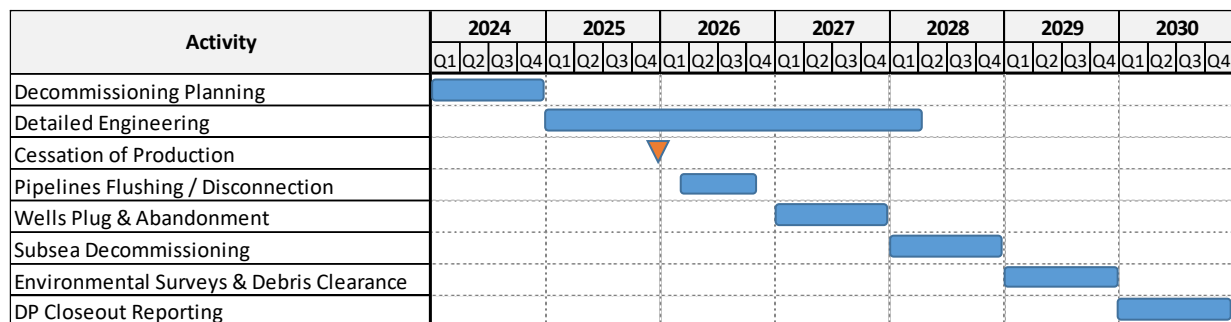 Activity 2024 2025 2026 2027 2028 2029 2030
Q1 Q2 Q3 Q4 Q1 Q2 Q3 Q4 Q1 Q2 Q3 Q4 Q1 Q2 Q3 Q4 Q1 Q2 Q3 Q4 Q1 Q2 Q3 Q4 Q1 Q2 Q3 Q4
Decommissioning Planning
Detailed Engineering
Cessation of Production
Pipelines Flushing / Disconnection
Wells Plug & Abandonment
Subsea Decommissioning
Environmental Surveys & Debris Clearance
DP Closeout Reporting